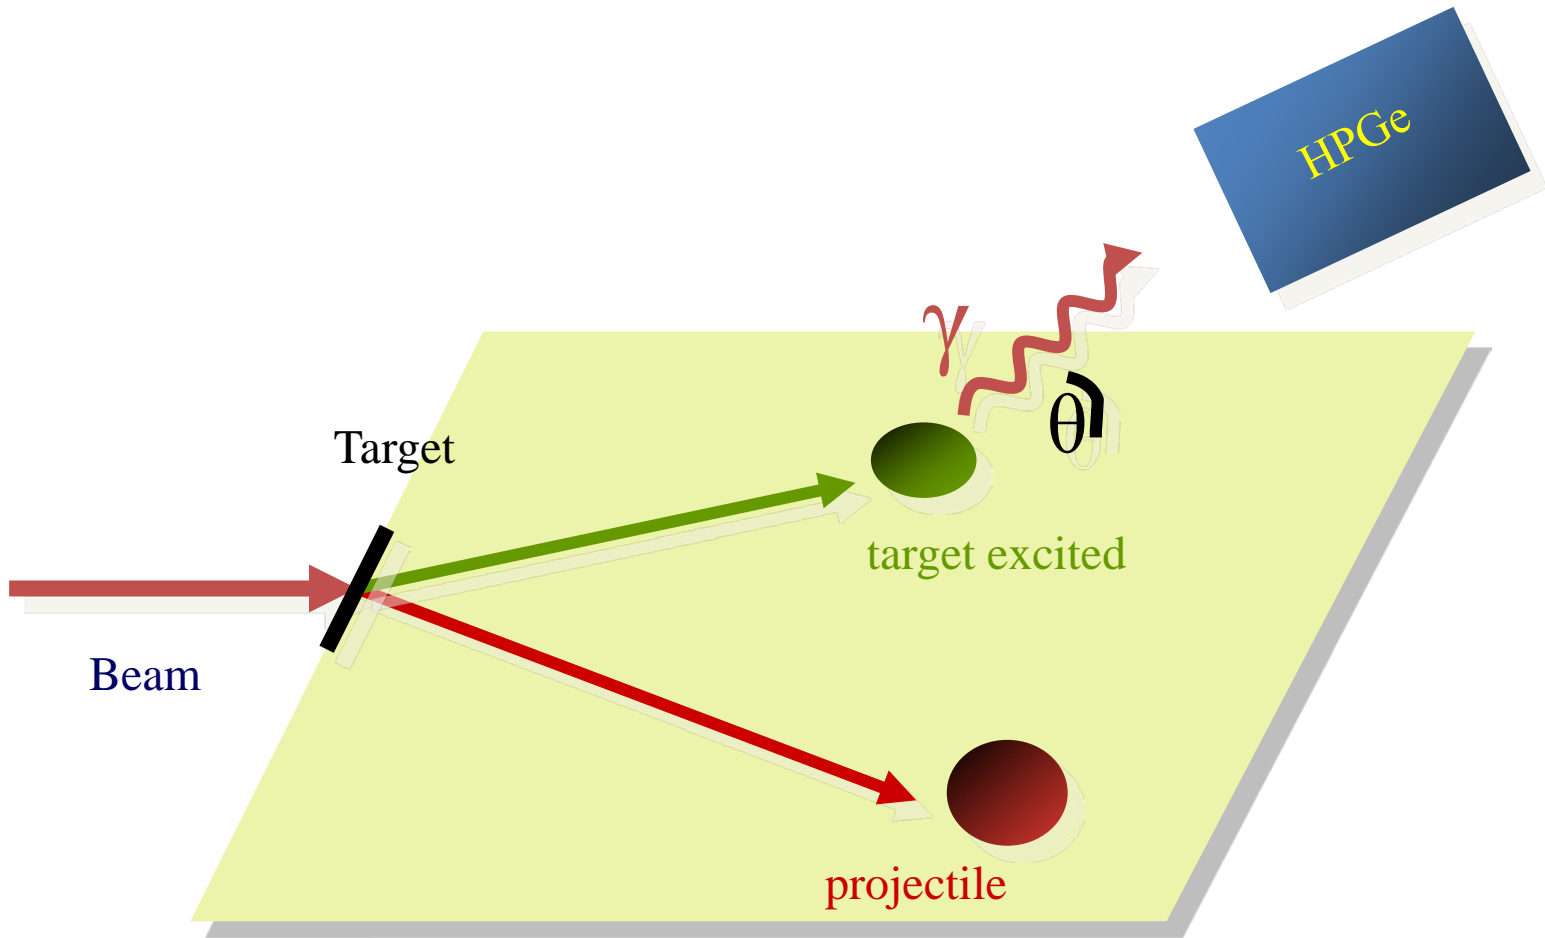 HPGe
γ
θ
Target
target excited
Beam
projectile